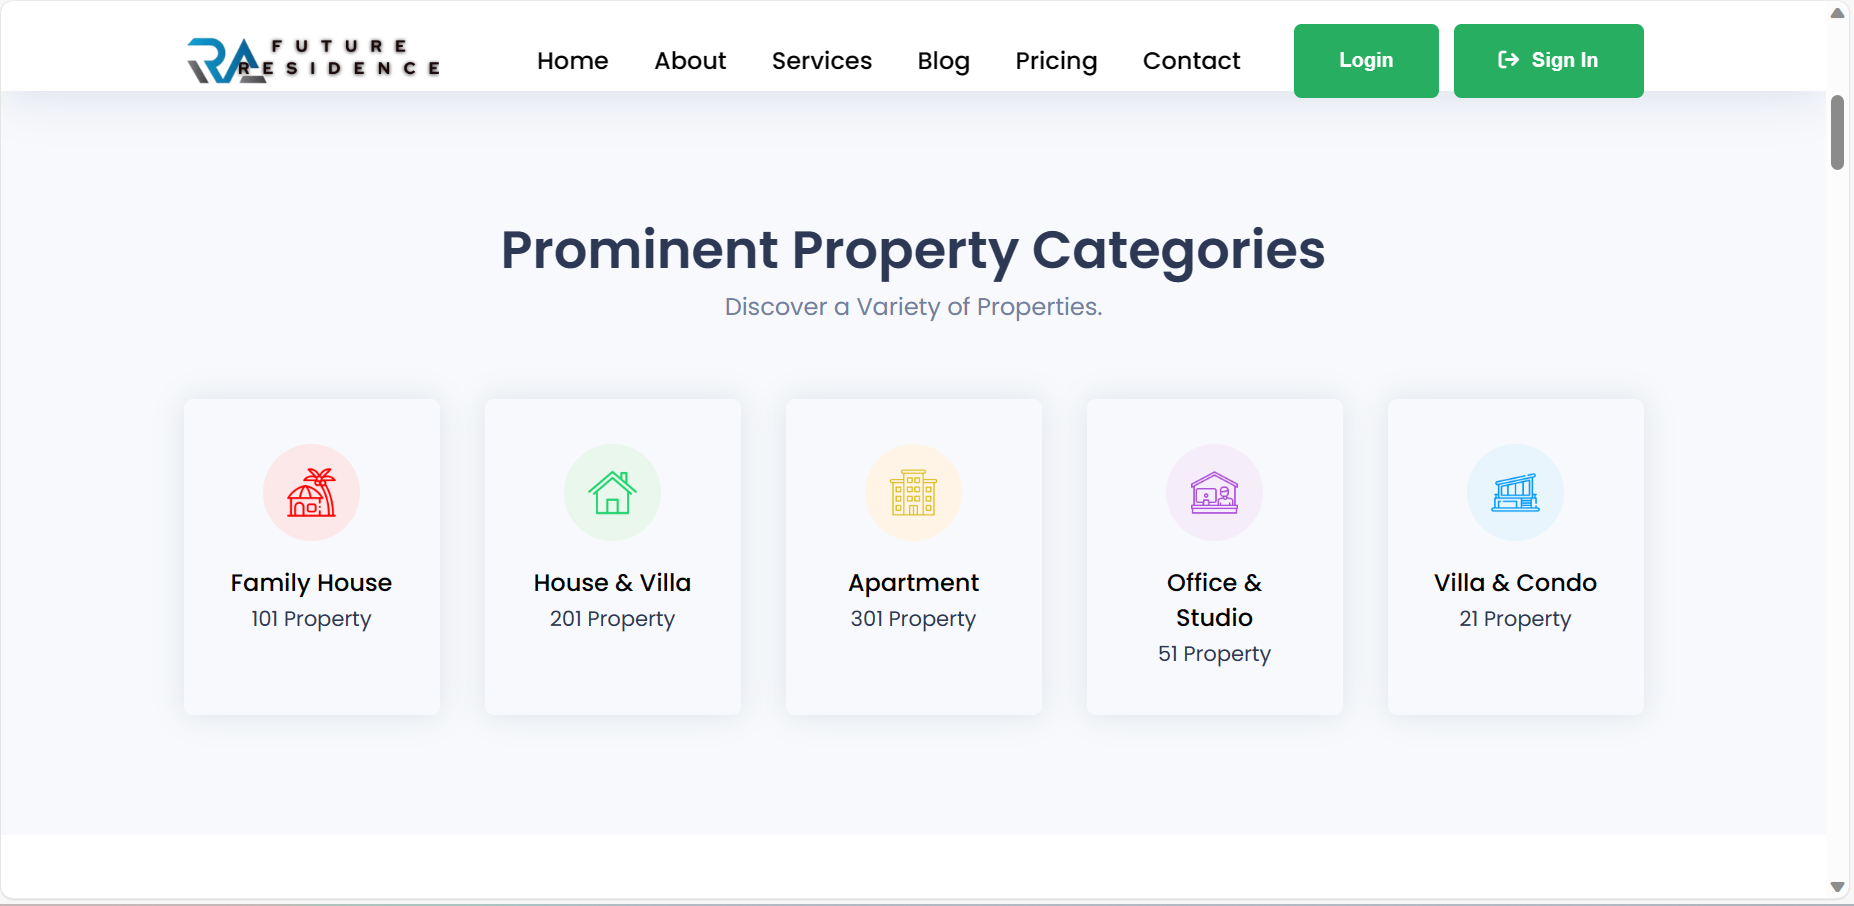 FUTURE
RESIDENCE
Home About Services Blog Pricing Contact Login Sign In
Prominent Property Categories
Discover a Variety of Properties.
Family House
101 Property
House & Villa
201 Property
Apartment
301 Property
Office &
Studio
51 Property
Villa & Condo
21 Property